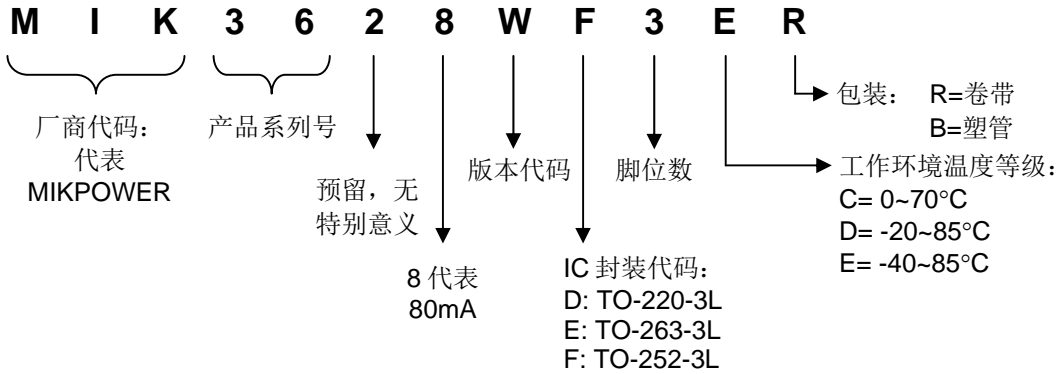 M I K 3 6 2 8 W F 3 E R
厂商代码：
代表
MIKPOWER
产品系列号
预留，无
特别意义
8 代表
80mA
版本代码
IC 封装代码：
D: TO-220-3L
E: TO-263-3L
F: TO-252-3L
脚位数
包装： R=卷带
B=塑管
工作环境温度等级：
C= 0~70°C
D= -20~85°C
E= -40~85°C